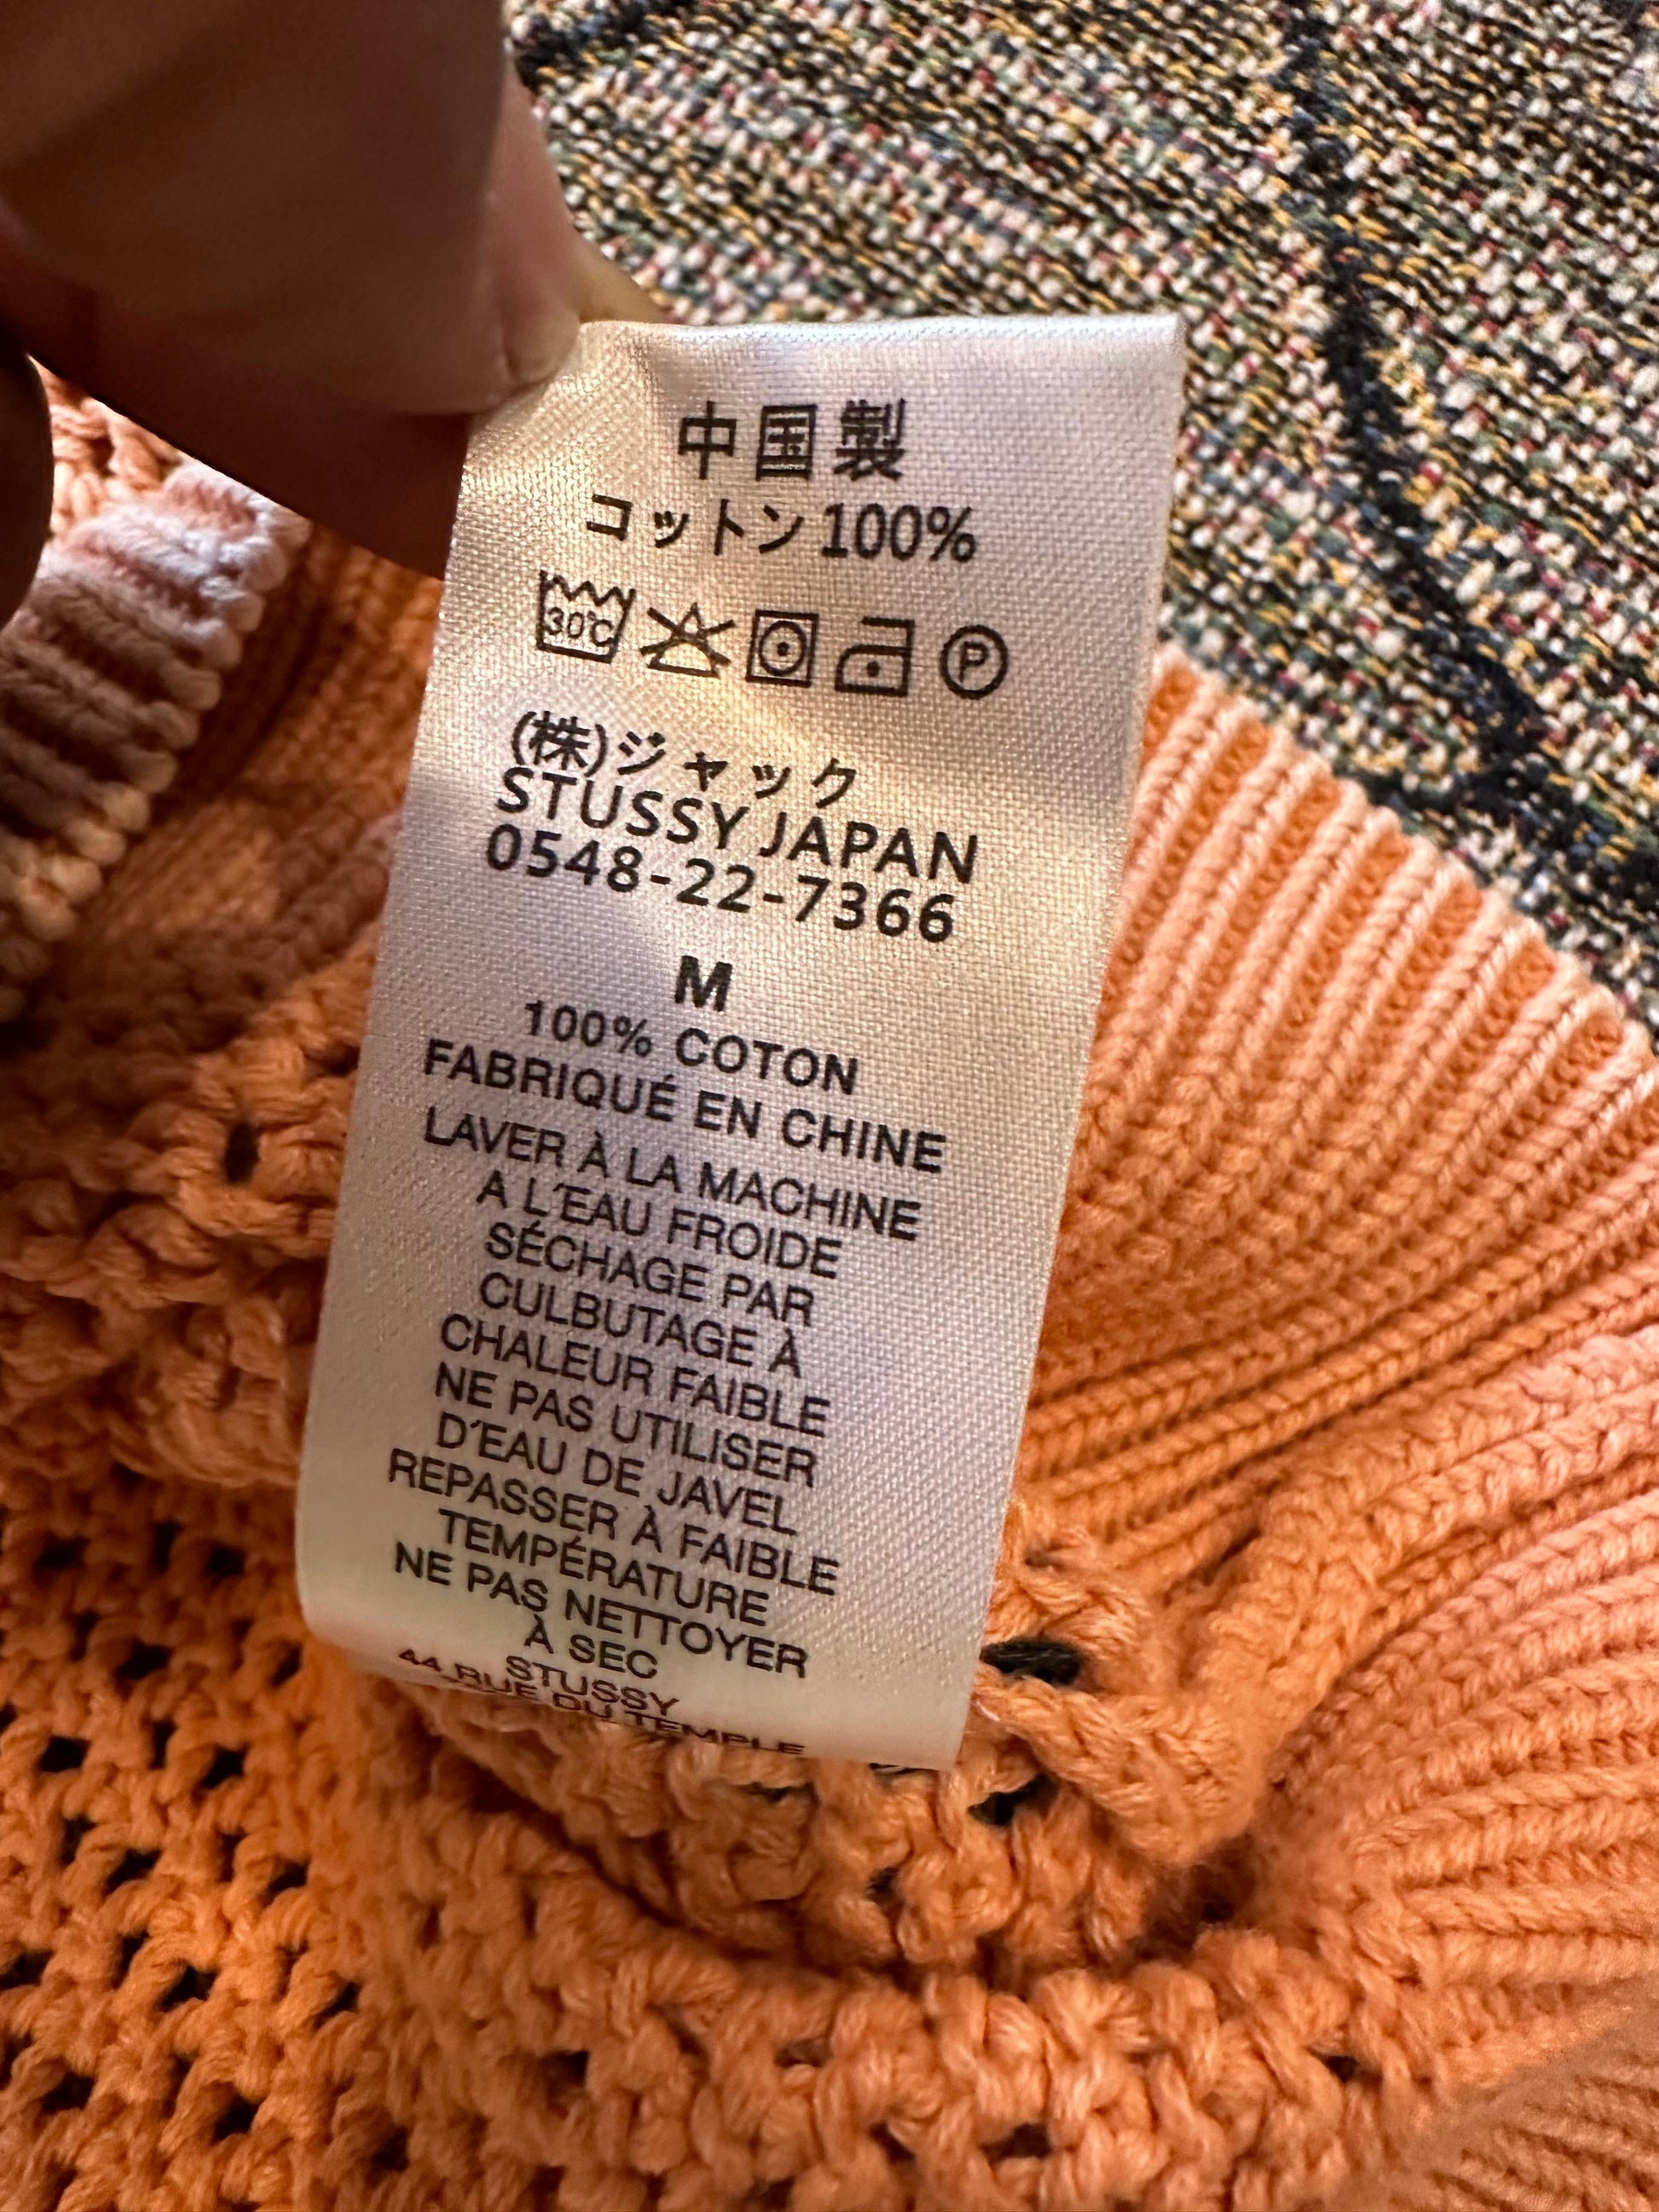 中国製
コットン100%
30℃
P
(株)ジャック
STUSSY JAPAN
0548-22-7366
M
100% COTON
FABRIQUÉ EN CHINE
LAVER À LA MACHINE
A L'EAU FROIDE
SÉCHAGE PAR
CULBUTAGE À
CHALEUR FAIBLE
NE PAS UTILISER
D'EAU DE JAVEL
REPASSER À FAIBLE
TEMPÉRATURE
NE PAS NETTOYER
À SEC
STUSSY
44 RUE DU TEMPLE